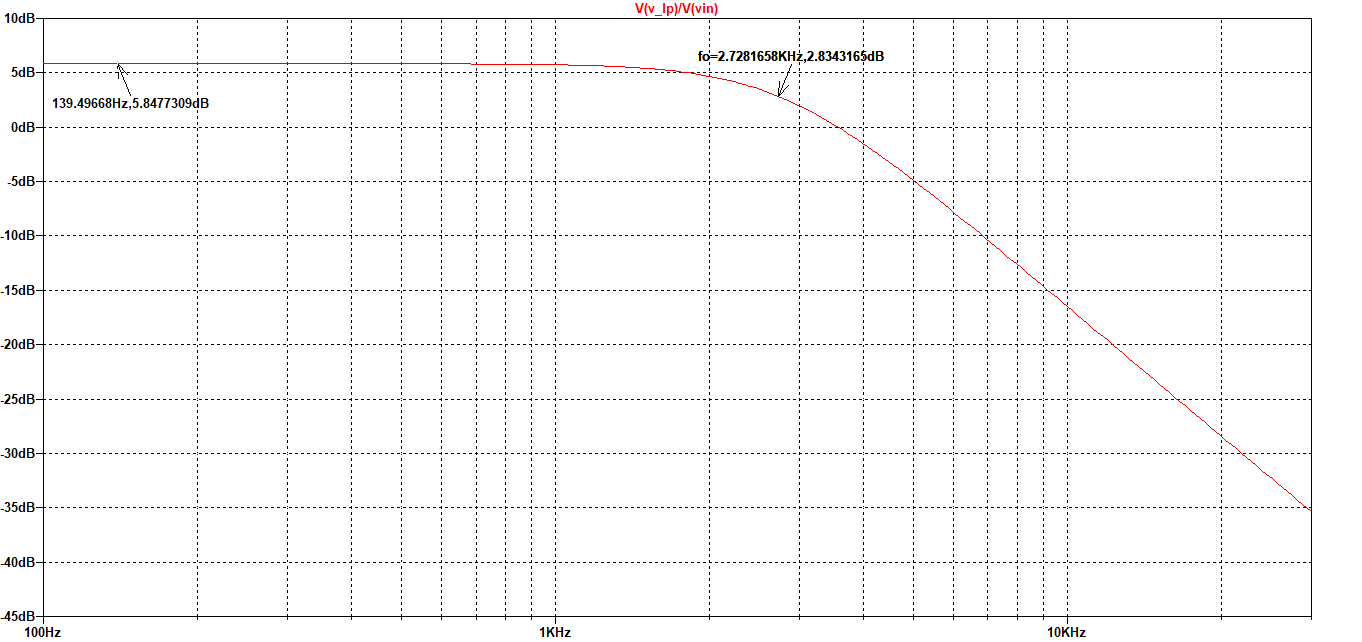 V(v_lp)/V(vin)
10dB
5dB
0dB
-5dB
-10dB
-15dB
-20dB
-25dB
-30dB
-35dB
-40dB
-45dB
fo=2.7281658KHz,2.8343165dB
139.49668Hz,5.8477309dB
100Hz
1KHz
10KHz